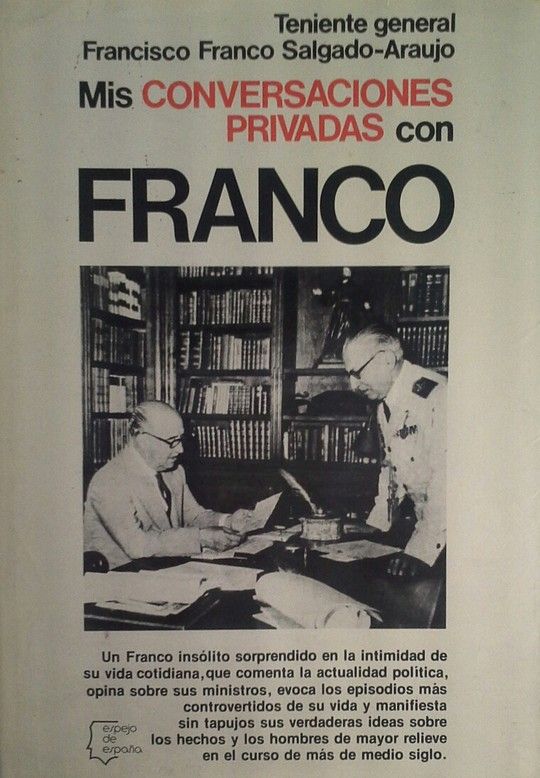 Teniente general
Francisco Franco Salgado-Araujo
Mis CONVERSACIONES
PRIVADAS con
FRANCO
Un Franco insólito sorprendido en la intimidad de
su vida cotidiana, que comenta la actualidad política,
opina sobre sus ministros, evoca los episodios más
controvertidos de su vida y manifiesta
sin tapujos sus verdaderas ideas sobre
los hechos y los hombres de mayor relieve
en el curso de más de medio siglo.
espejo
de
españa